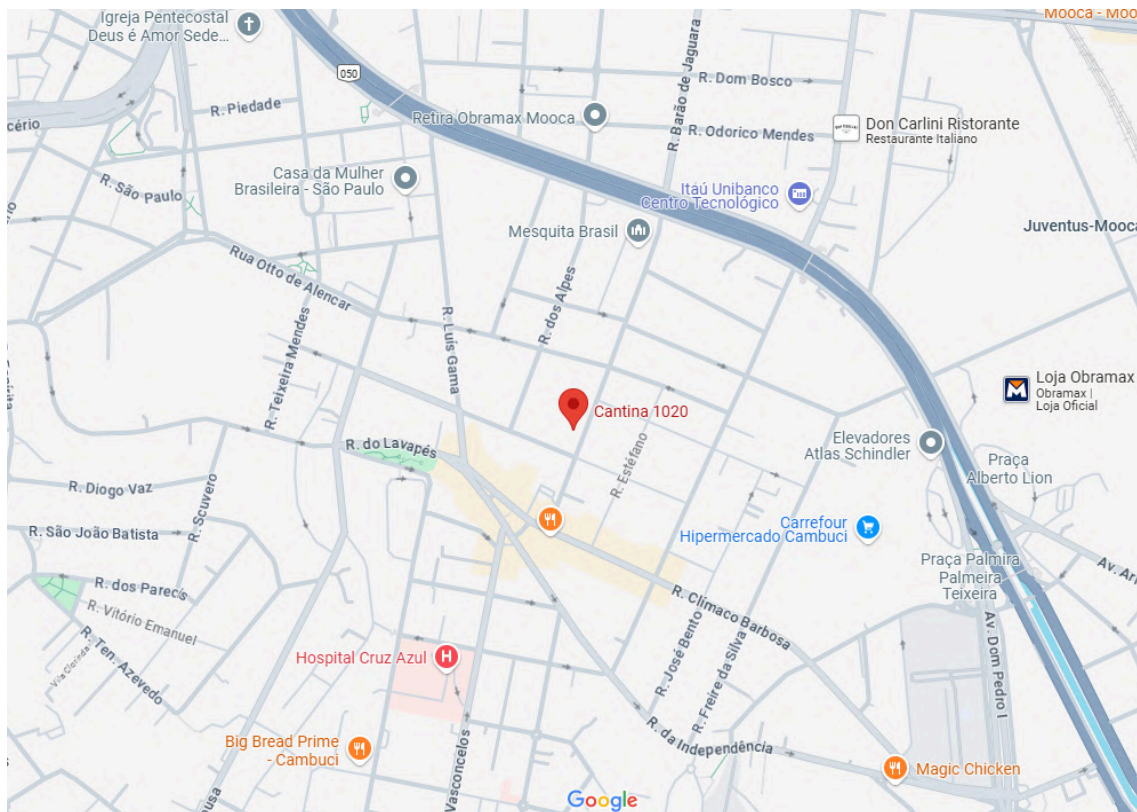 Igreja Pentecostal
Deus é Amor Sede...
Mooca - Moo
050
R. Dom Bosco
R. Piedade
cério
Retira Obramax Mooca
R. Barão de Jaguara
R. Odorico Mendes
Don Carlini Ristorante
Restaurante Italiano
Casa da Mulher
Brasileira - São Paulo
R. São Paulo
Itaú Unibanco
Centro Tecnológico
Mesquita Brasil
Juventus-Mooca
Rua Otto de Alencar
R. dos Alpes
R. Luís Gama
R. Teixeira Mendes
Loja Obramax
Obramax |
Loja Oficial
Cantina 1020
R. do Lavapés
R. Estéfano
Elevadores
Atlas Schindler
Praça
Alberto Lion
R. Diogo Vaz
R. Scuvero
R. São João Batista
Carrefour
Hipermercado Cambuci
Praça Palmira
Palmeira
Teixeira
Av. Arn
R. dos Parecis
R. Vitório Emanuel
R. Ten. Azevedo
Vila Clorinda
R. Clímaco Barbosa
R. José Bento
R. Freire da Silva
Av. Dom Pedro I
Hospital Cruz Azul
R. da Independência
Big Bread Prime
- Cambuci
Vasconcelos
Magic Chicken
ousa
Google